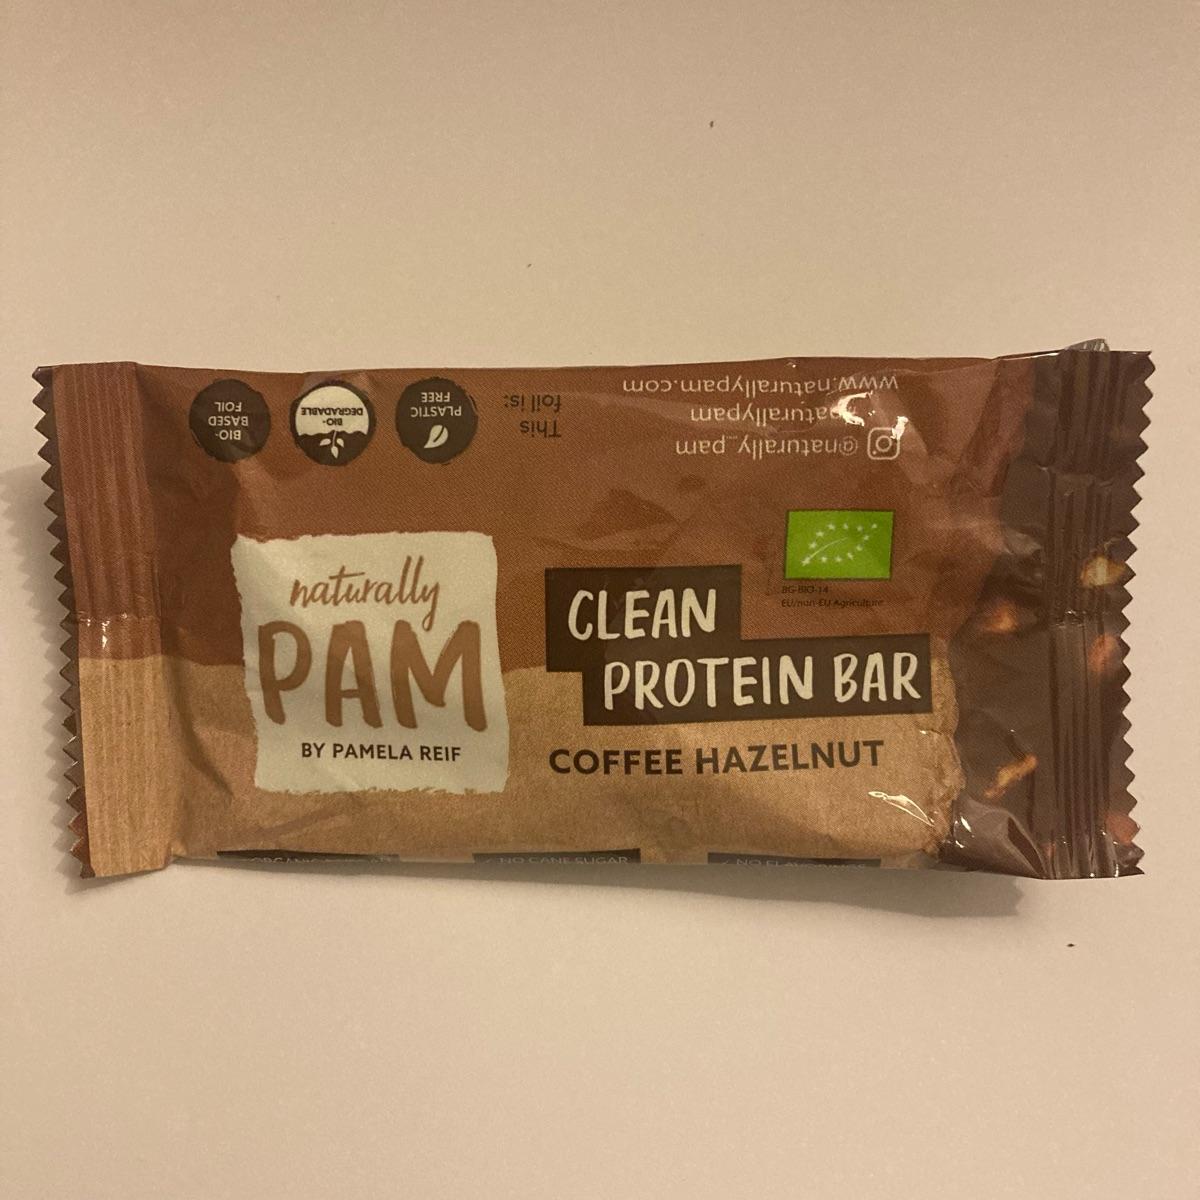 BIO-
BASED
FOIL
BIO-
DEGRADABLE
PLASTIC
FREE
This
foil is:
@naturally_pam
naturallypam
www.naturallypam.com
naturally
PAM
BY PAMELA REIF
BG-BIO-14
EU/non-EU Agriculture
CLEAN
PROTEIN BAR
COFFEE HAZELNUT
ORGANIC
NO CANE SUGAR